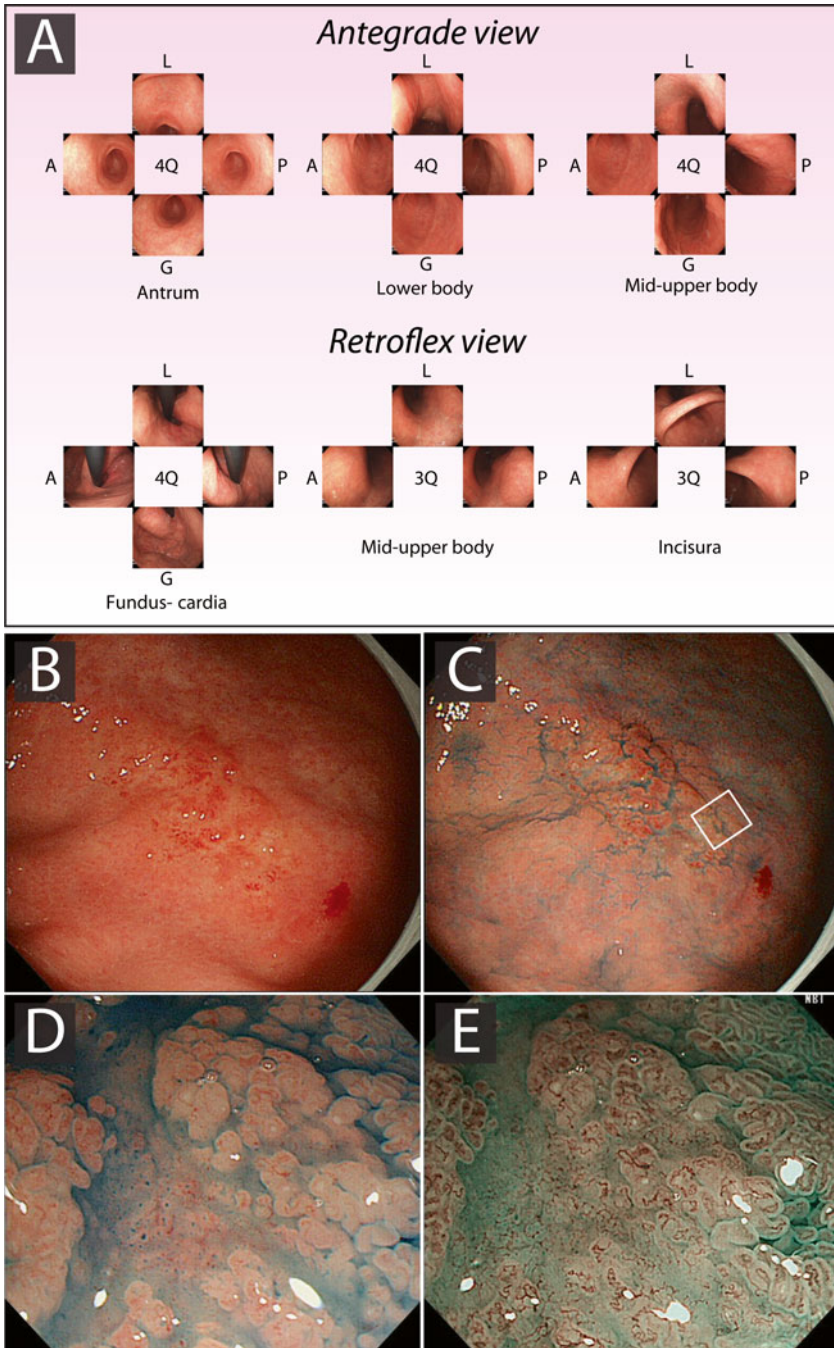 A
Antegrade view
L L L
A 4Q P A 4Q P A 4Q P
G G G
Antrum Lower body Mid-upper body
Retroflex view
L L L
A 4Q P A 3Q P A 3Q P
G
Mid-upper body Incisura
Fundus- cardia
B C
D E
NBI